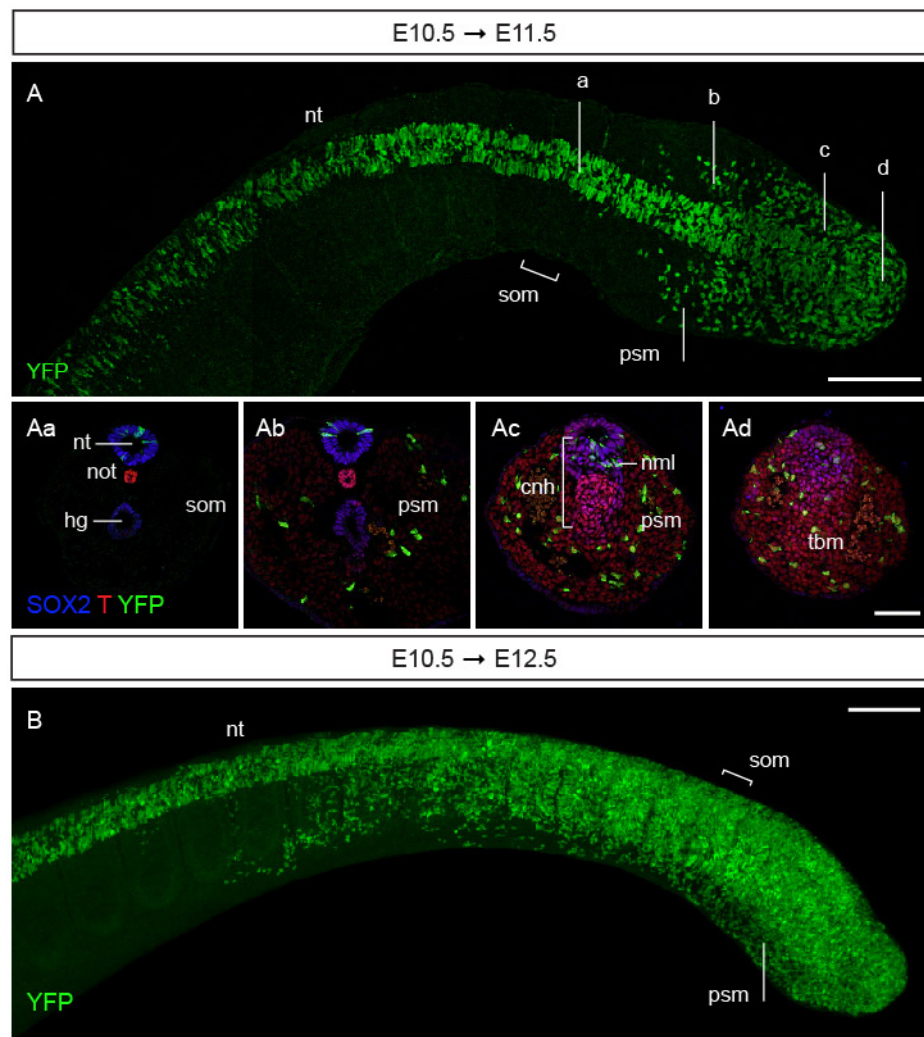 E10.5 → E11.5
A
nt
a
b
c
d
som
psm
YFP
Aa
nt
not
hg
som
SOX2 T YFP
Ab
psm
Ac
cnh
nml
psm
Ad
tbm
E10.5 → E12.5
B
nt
som
psm
YFP